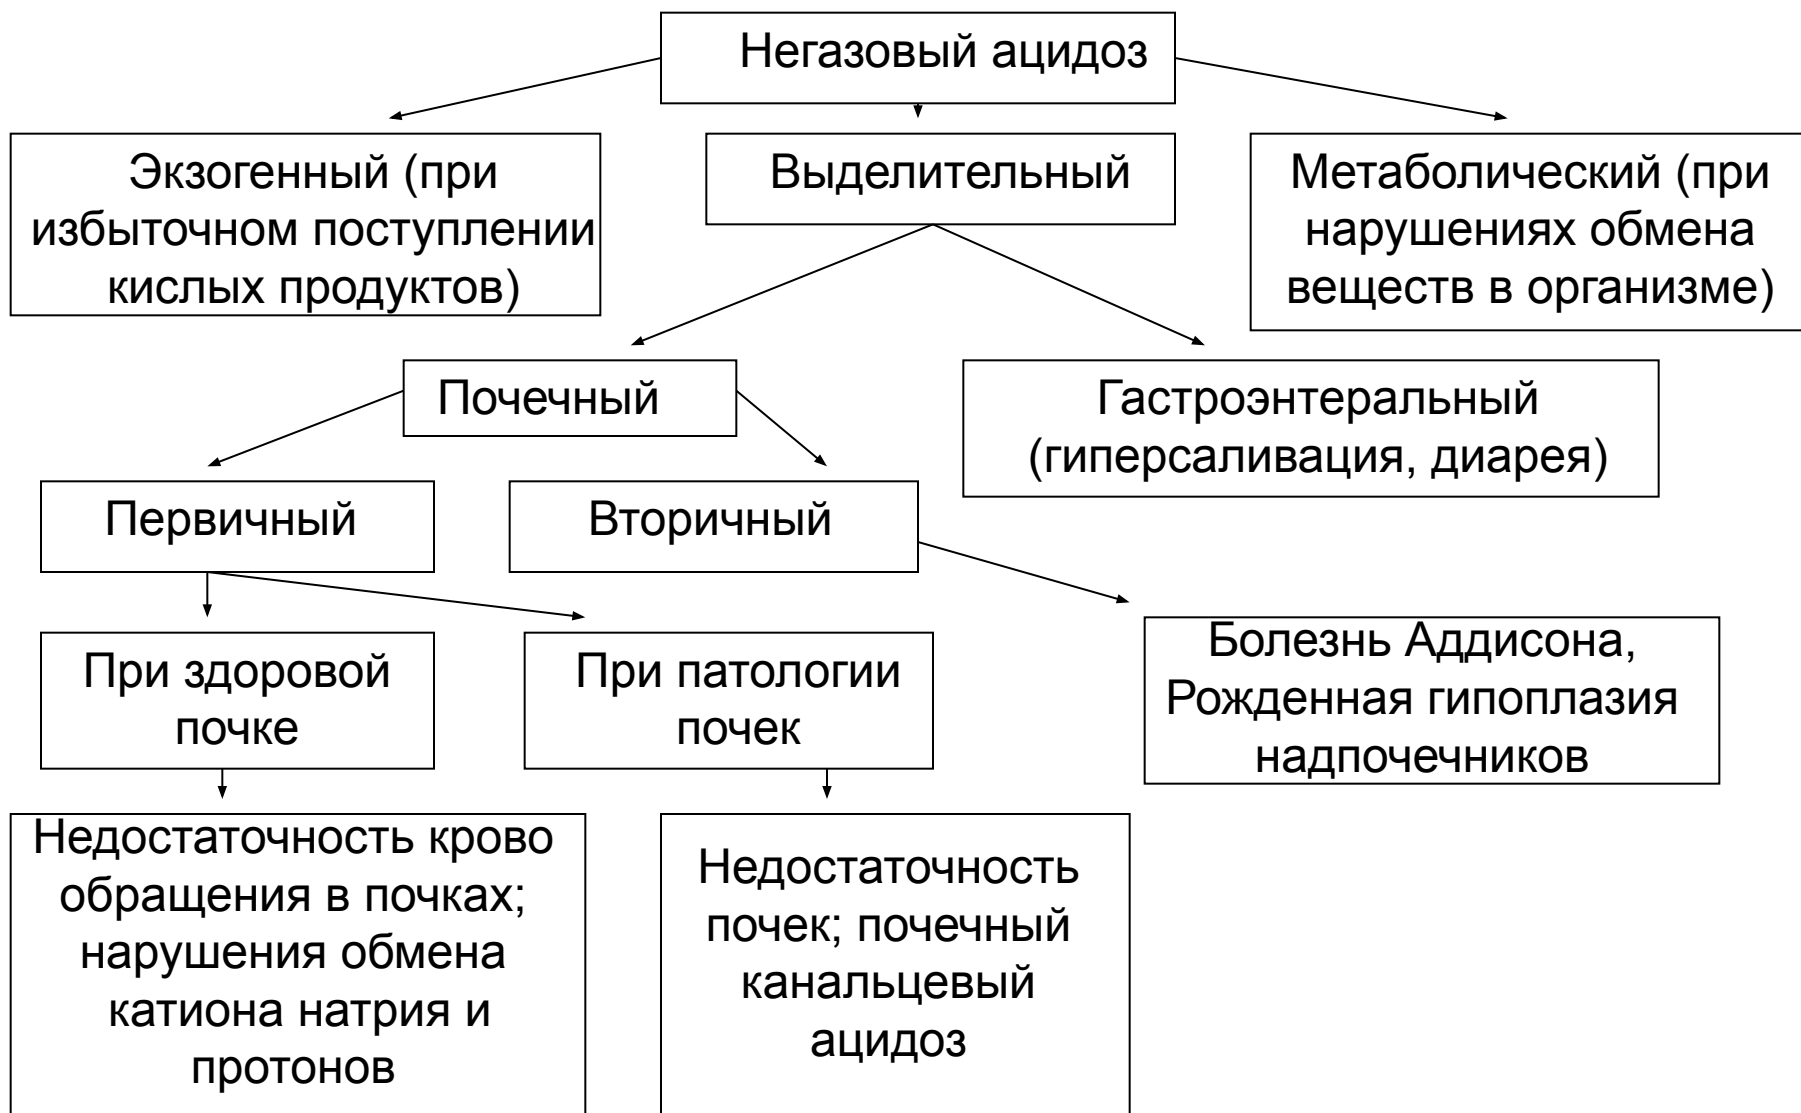 Негазовый ацидоз
Экзогенный (при
избыточном поступлении
кислых продуктов)
Выделительный
Метаболический (при
нарушениях обмена
веществ в организме)
Почечный
Гастроэнтеральный
(гиперсаливация, диарея)
Первичный
Вторичный
При здоровой
почке
При патологии
почек
Болезнь Аддисона,
Рожденная гипоплазия
надпочечников
Недостаточность крово
обращения в почках;
нарушения обмена
катиона натрия и
протонов
Недостаточность
почек; почечный
канальцевый
ацидоз